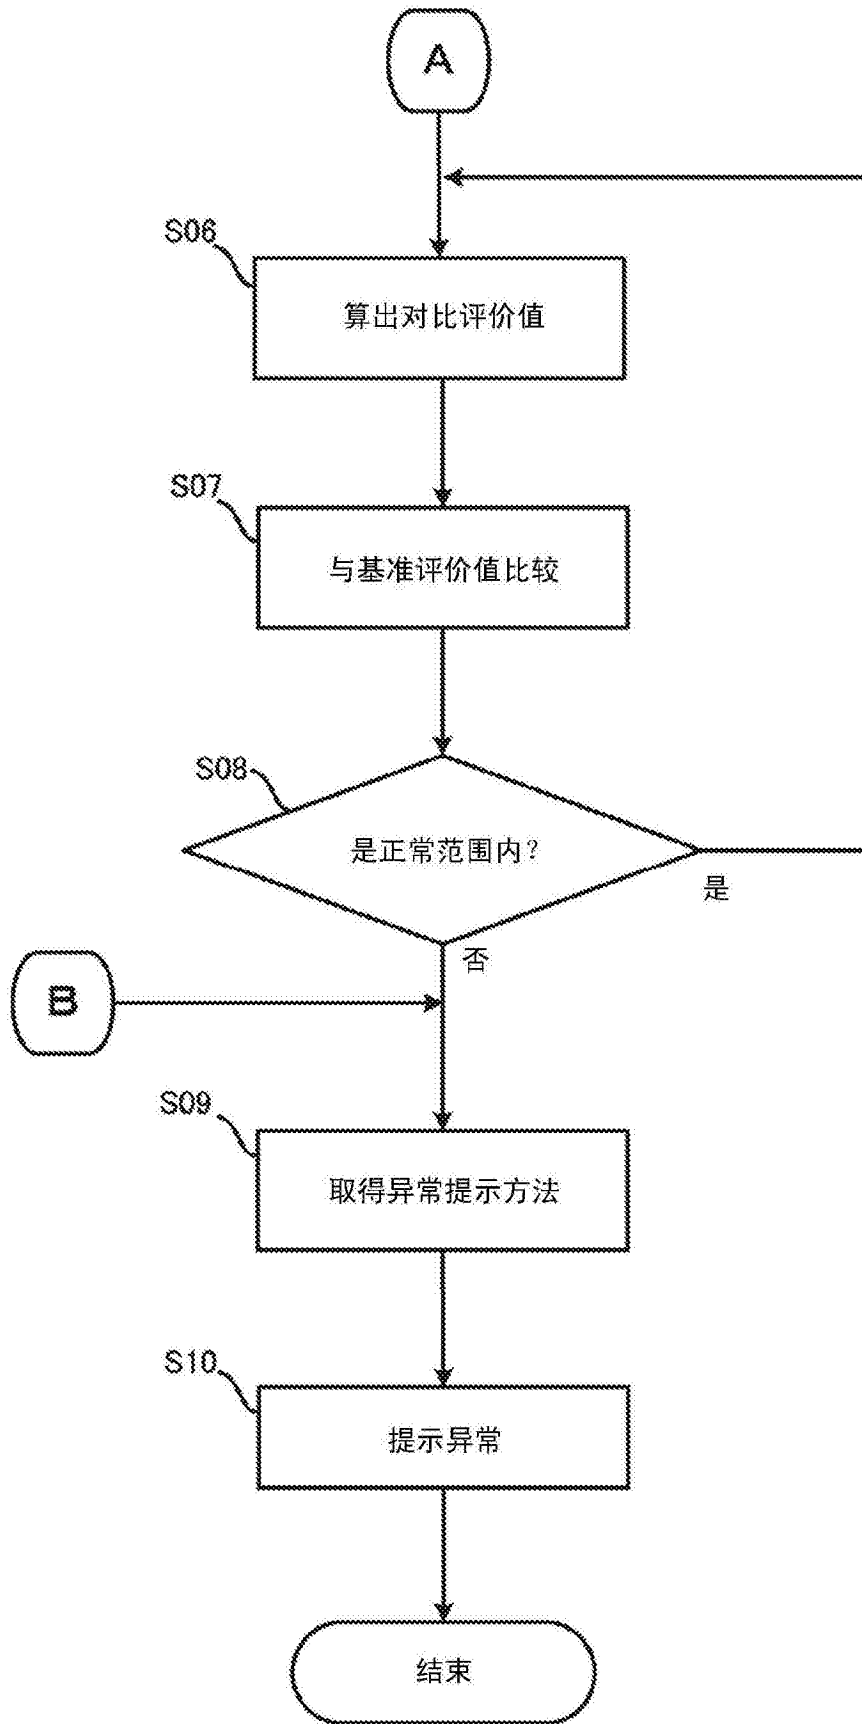 A
S06
算出对比评价值
S07
与基准评价值比较
S08
是正常范围内?
是
否
B
S09
取得异常提示方法
S10
提示异常
结束